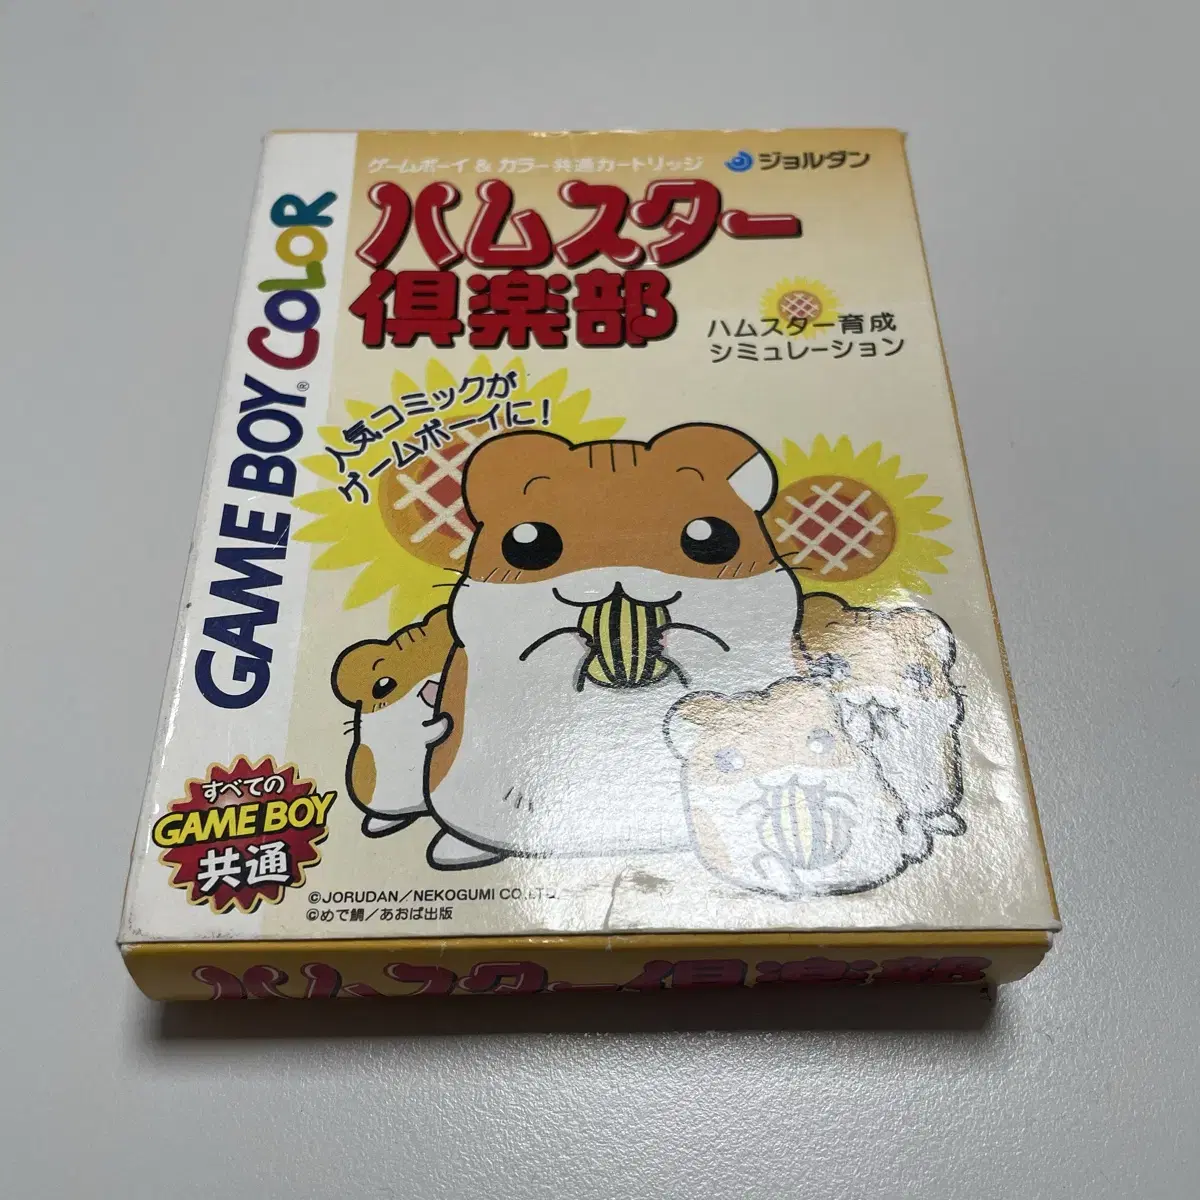 ゲームボーイ & カラー共通カートリッジ
ジョルダン
ハムスター
倶楽部
ハムスター育成
シミュレーション
人気コミックが
ゲームボーイに!
GAME BOY® COLOR
すべての
GAME BOY
共通
©JORUDAN/NEKOGUMI CO.,LTD.
©めで鯛/あおば出版
ハムスター倶楽部